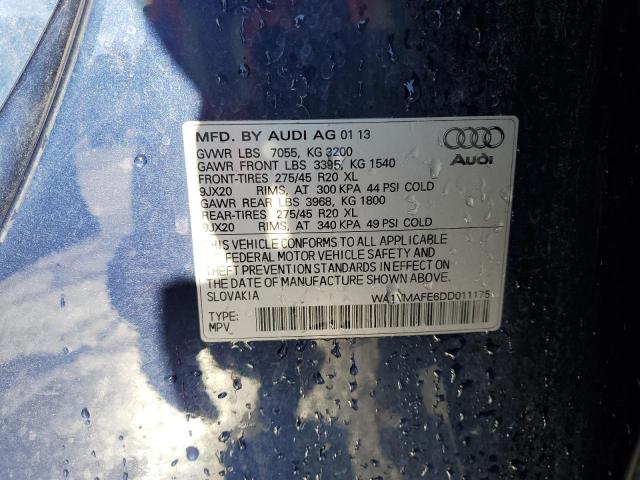 MFD. BY AUDI AG 01 13
GVWR LBS 7055, KG 3200
GAWR FRONT LBS 3395, KG 1540
FRONT-TIRES 275/45 R20 XL
9JX20 RIMS, AT 300 KPA 44 PSI COLD
GAWR REAR LBS 3968, KG 1800
REAR-TIRES 275/45 R20 XL
9JX20 RIMS, AT 340 KPA 49 PSI COLD
THIS VEHICLE CONFORMS TO ALL APPLICABLE
FEDERAL MOTOR VEHICLE SAFETY AND
THEFT PREVENTION STANDARDS IN EFFECT ON
THE DATE OF MANUFACTURE SHOWN ABOVE.
SLOVAKIA
WA1VMAFE6DD011175
TYPE:
MPV
Audi